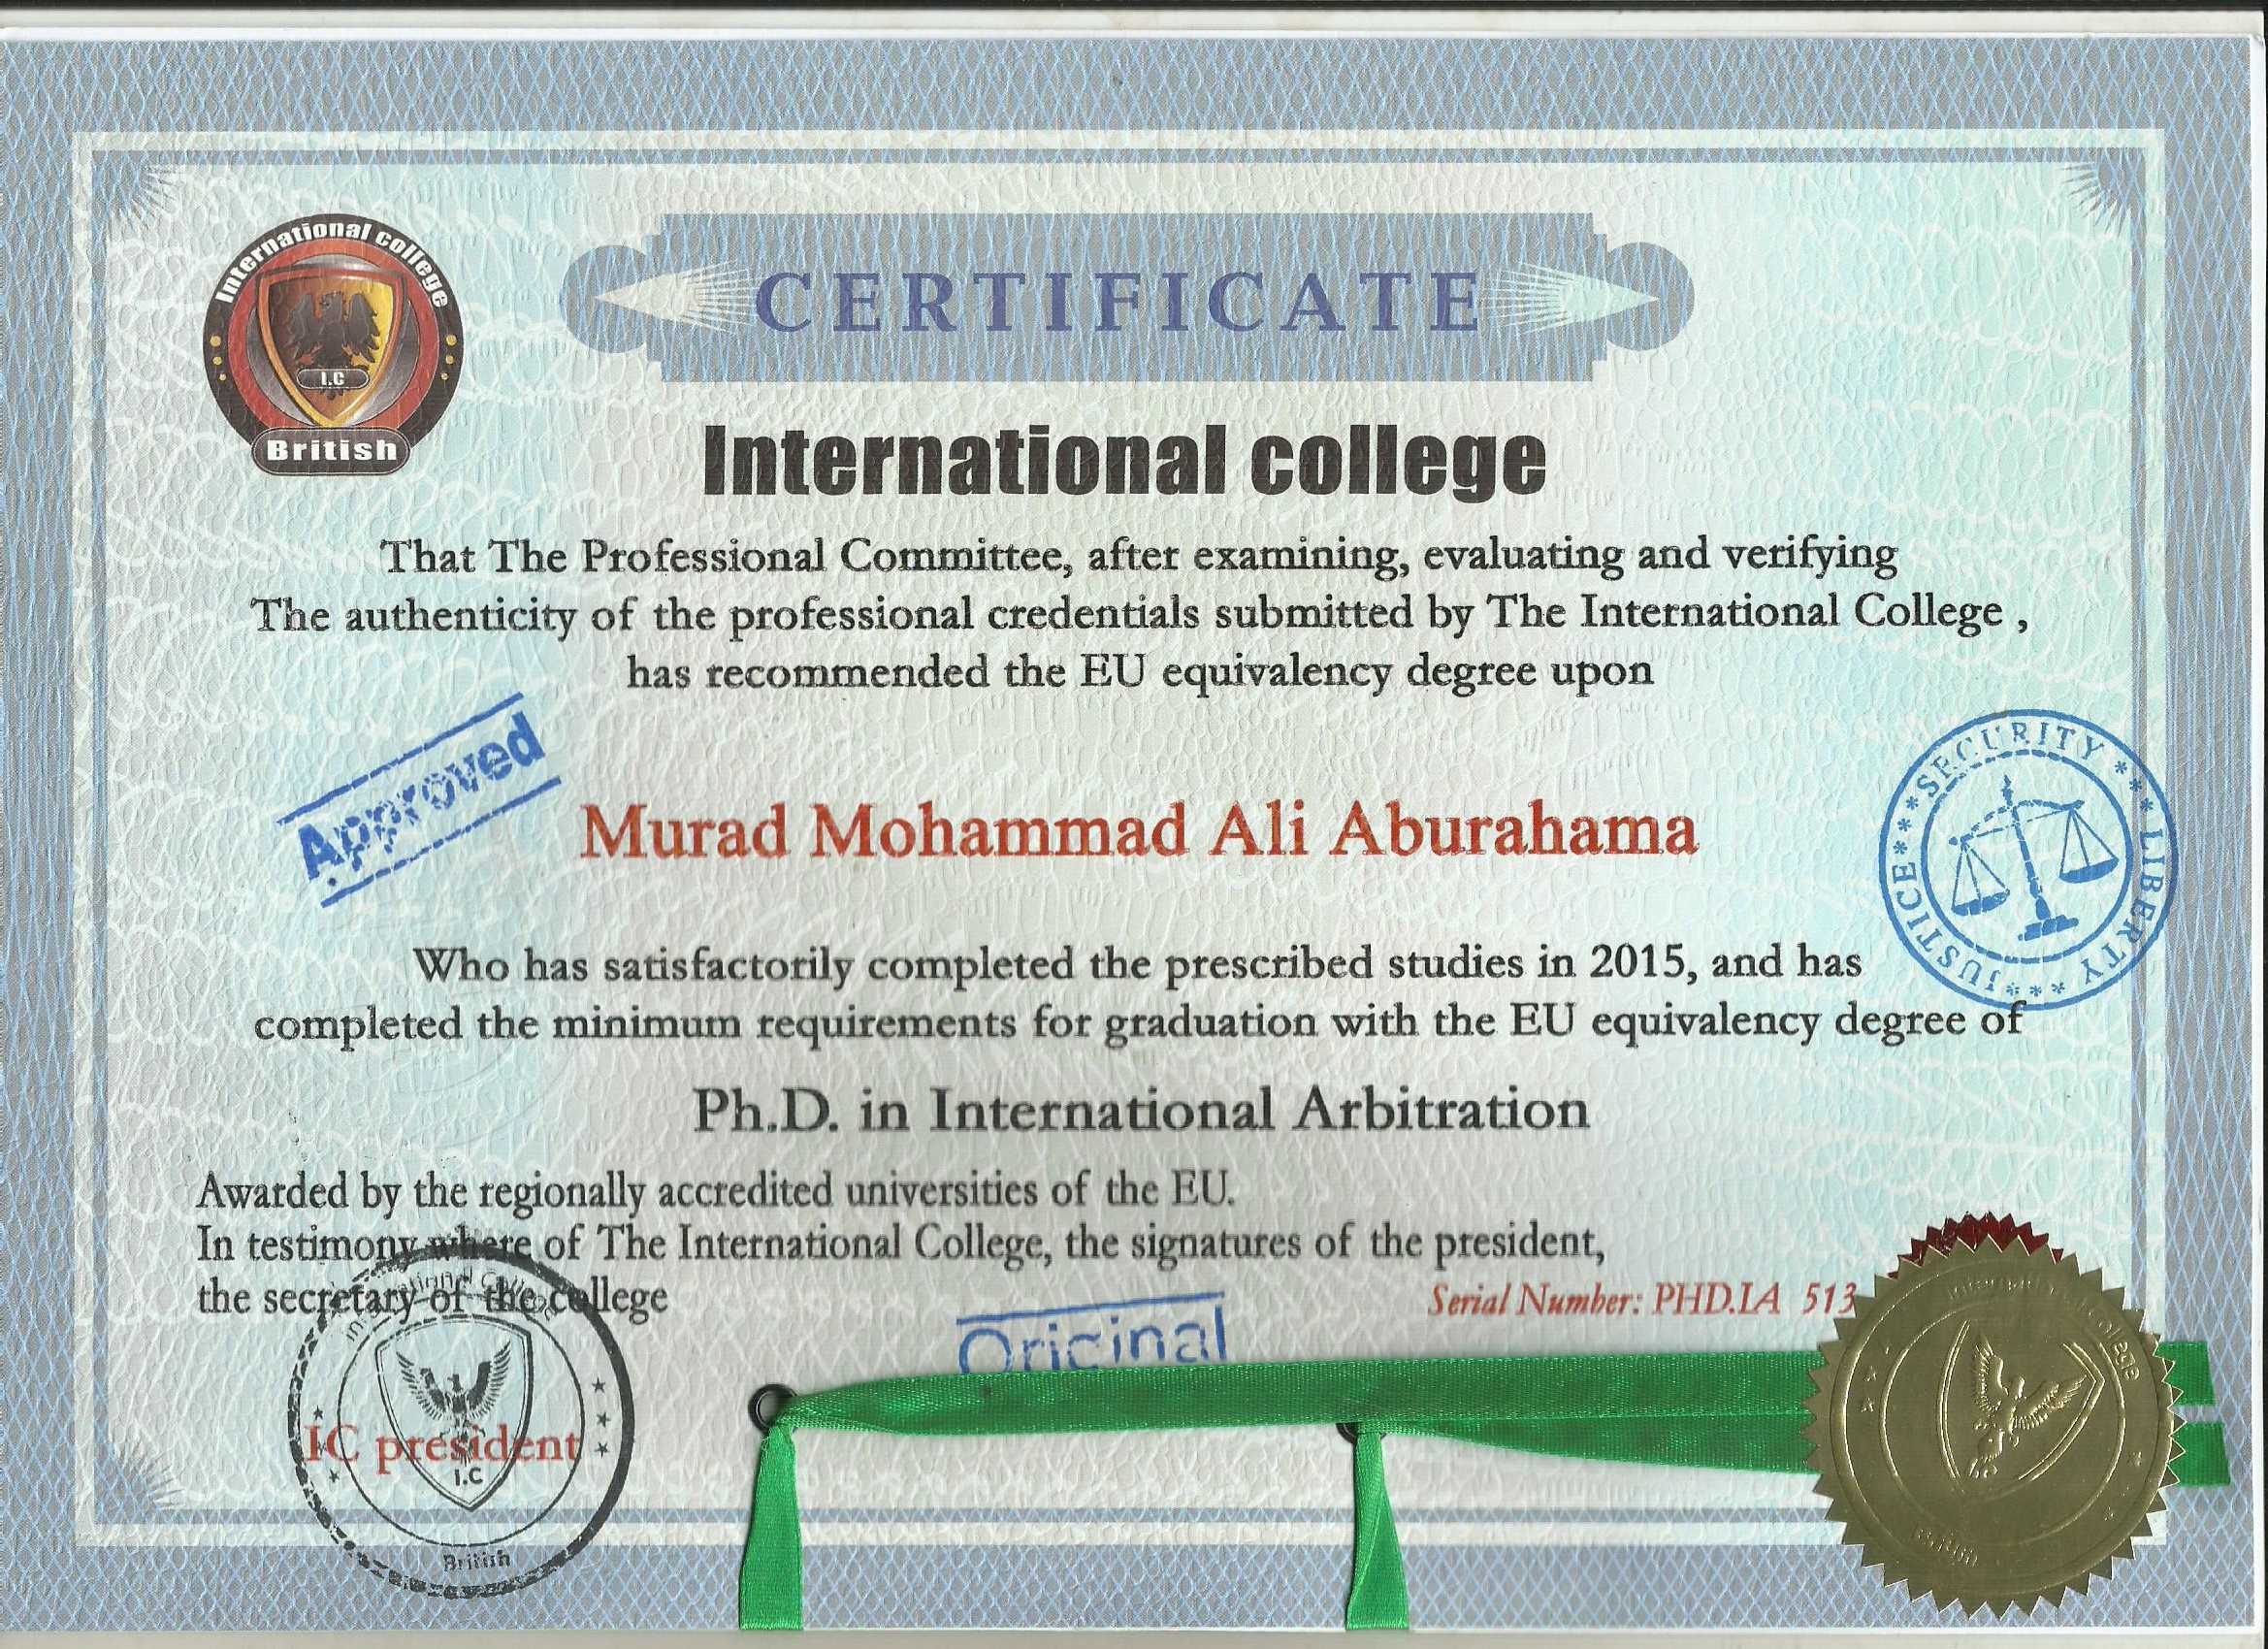 International college
I.C
British
CERTIFICATE
International college
That The Professional Committee, after examining, evaluating and verifying
The authenticity of the professional credentials submitted by The International College ,
has recommended the EU equivalency degree upon
Approved
SECURITY *** LIBERTY *** JUSTICE ***
Murad Mohammad Ali Aburahama
Who has satisfactorily completed the prescribed studies in 2015, and has
completed the minimum requirements for graduation with the EU equivalency degree of
Ph.D. in International Arbitration
Awarded by the regionally accredited universities of the EU.
In testimony where of The International College, the signatures of the president,
the secretary of the college
Serial Number: PHD.I.A 513
Original
International College
IC president
I.C
British
International College
British